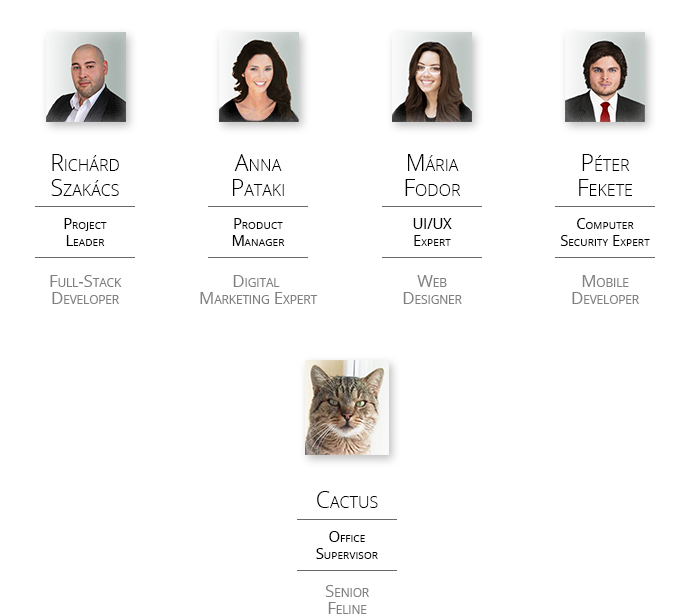 Richárd
Szakács
Project
Leader
Full-Stack
Developer
Anna
Pataki
Product
Manager
Digital
Marketing Expert
Mária
Fodor
UI/UX
Expert
Web
Designer
Péter
Fekete
Computer
Security Expert
Mobile
Developer
Cactus
Office
Supervisor
Senior
Feline